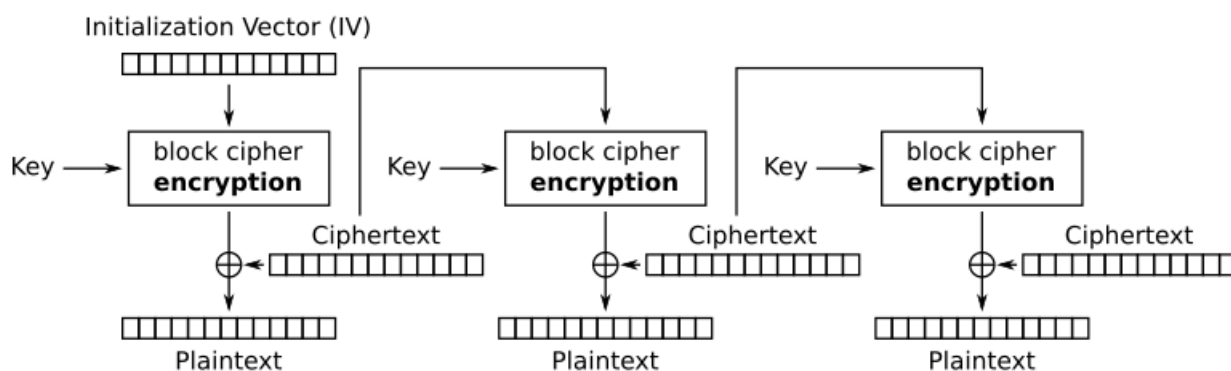 Initialization Vector (IV)
Key
block cipher
encryption
Key
block cipher
encryption
Key
block cipher
encryption
Ciphertext
Ciphertext
Ciphertext
Plaintext
Plaintext
Plaintext